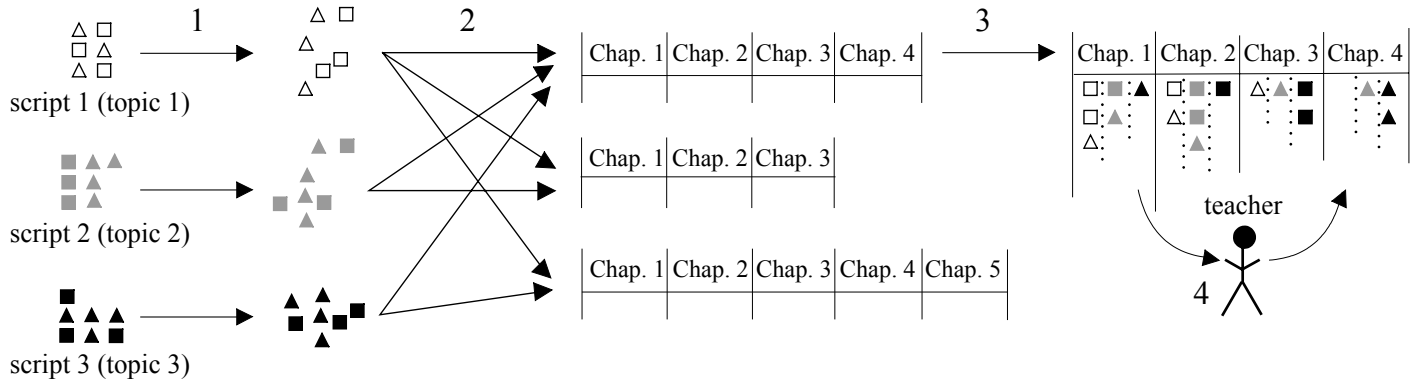 1
2
3
script 1 (topic 1)
Chap. 1 Chap. 2 Chap. 3 Chap. 4
Chap. 1 Chap. 2 Chap. 3 Chap. 4
script 2 (topic 2)
Chap. 1 Chap. 2 Chap. 3
teacher
script 3 (topic 3)
Chap. 1 Chap. 2 Chap. 3 Chap. 4 Chap. 5
4